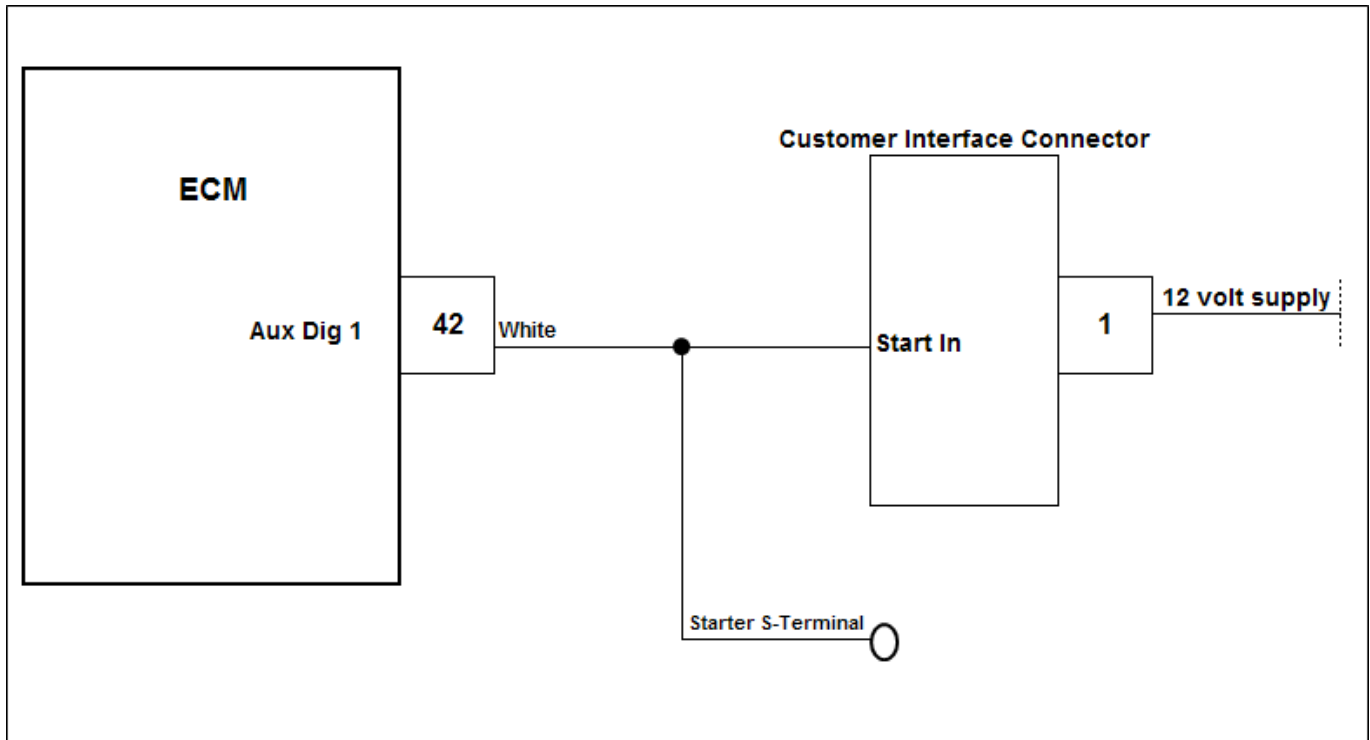 Customer Interface Connector
ECM
12 volt supply
Aux Dig 1
42
White
Start In
1
Starter S-Terminal